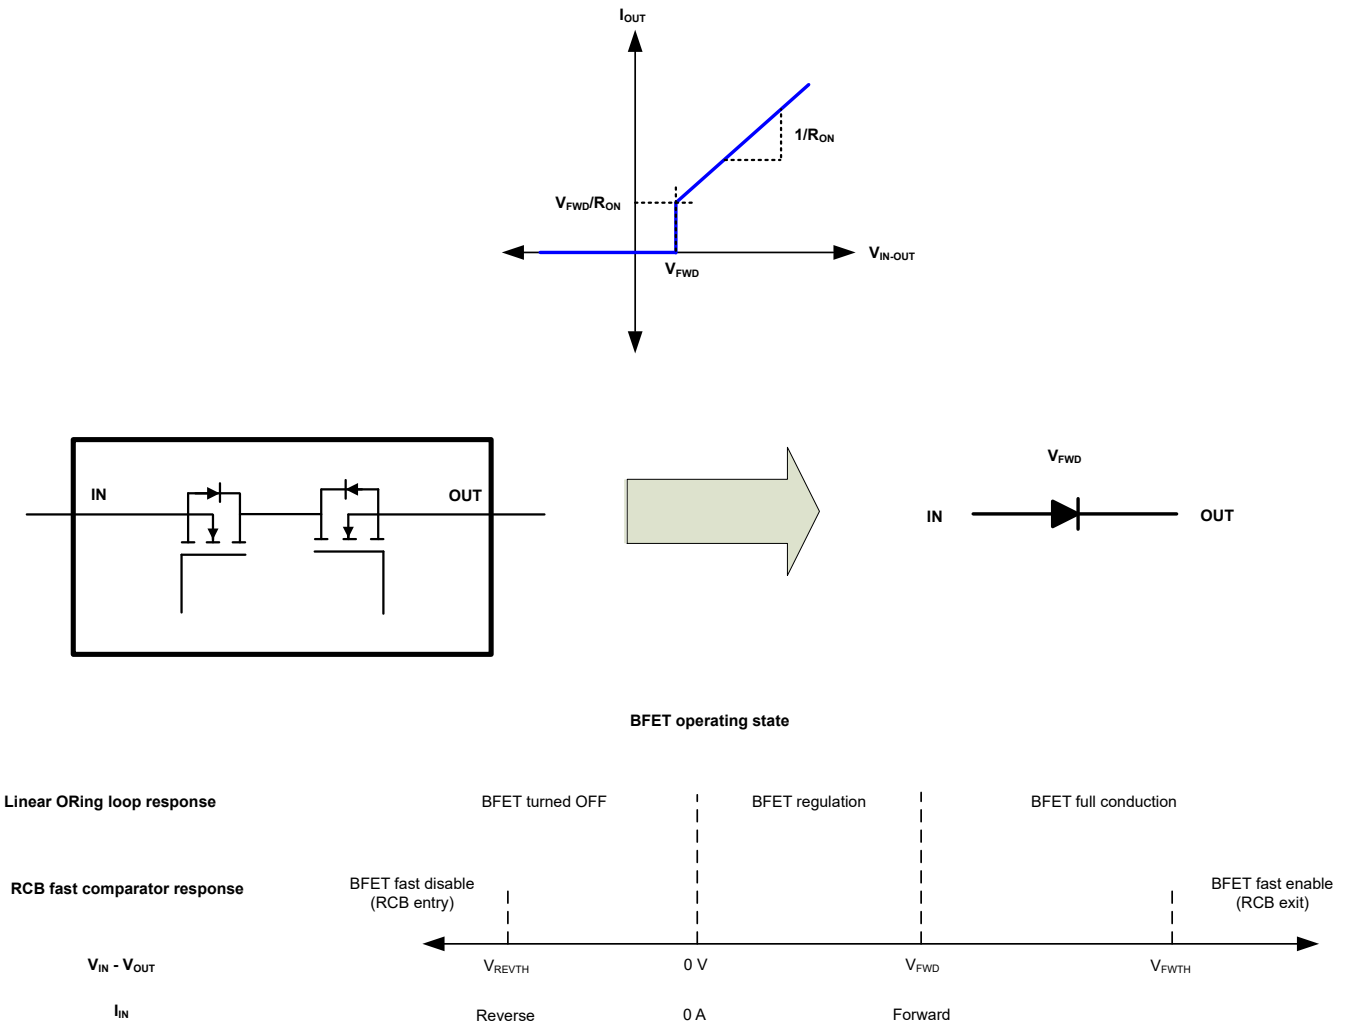 IOUT
1/RON
VFWD/RON
VIN-OUT
VFWD
VFWD
IN
OUT
IN
OUT
BFET operating state
Linear ORing loop response
BFET turned OFF
BFET regulation
BFET full conduction
RCB fast comparator response
BFET fast disable
(RCB entry)
BFET fast enable
(RCB exit)
VIN - VOUT
VREVTH
0 V
VFWD
VFWTH
IIN
Reverse
0 A
Forward